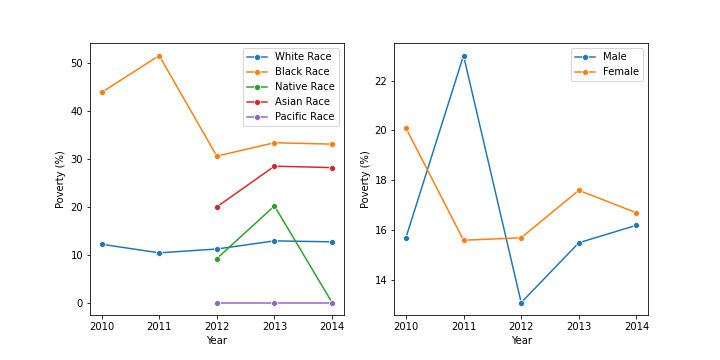 White Race
Black Race
Native Race
Asian Race
Pacific Race
50
40
30
20
10
0
Poverty (%)
2010 2011 2012 2013 2014
Year
Male
Female
22
20
18
16
14
Poverty (%)
2010 2011 2012 2013 2014
Year